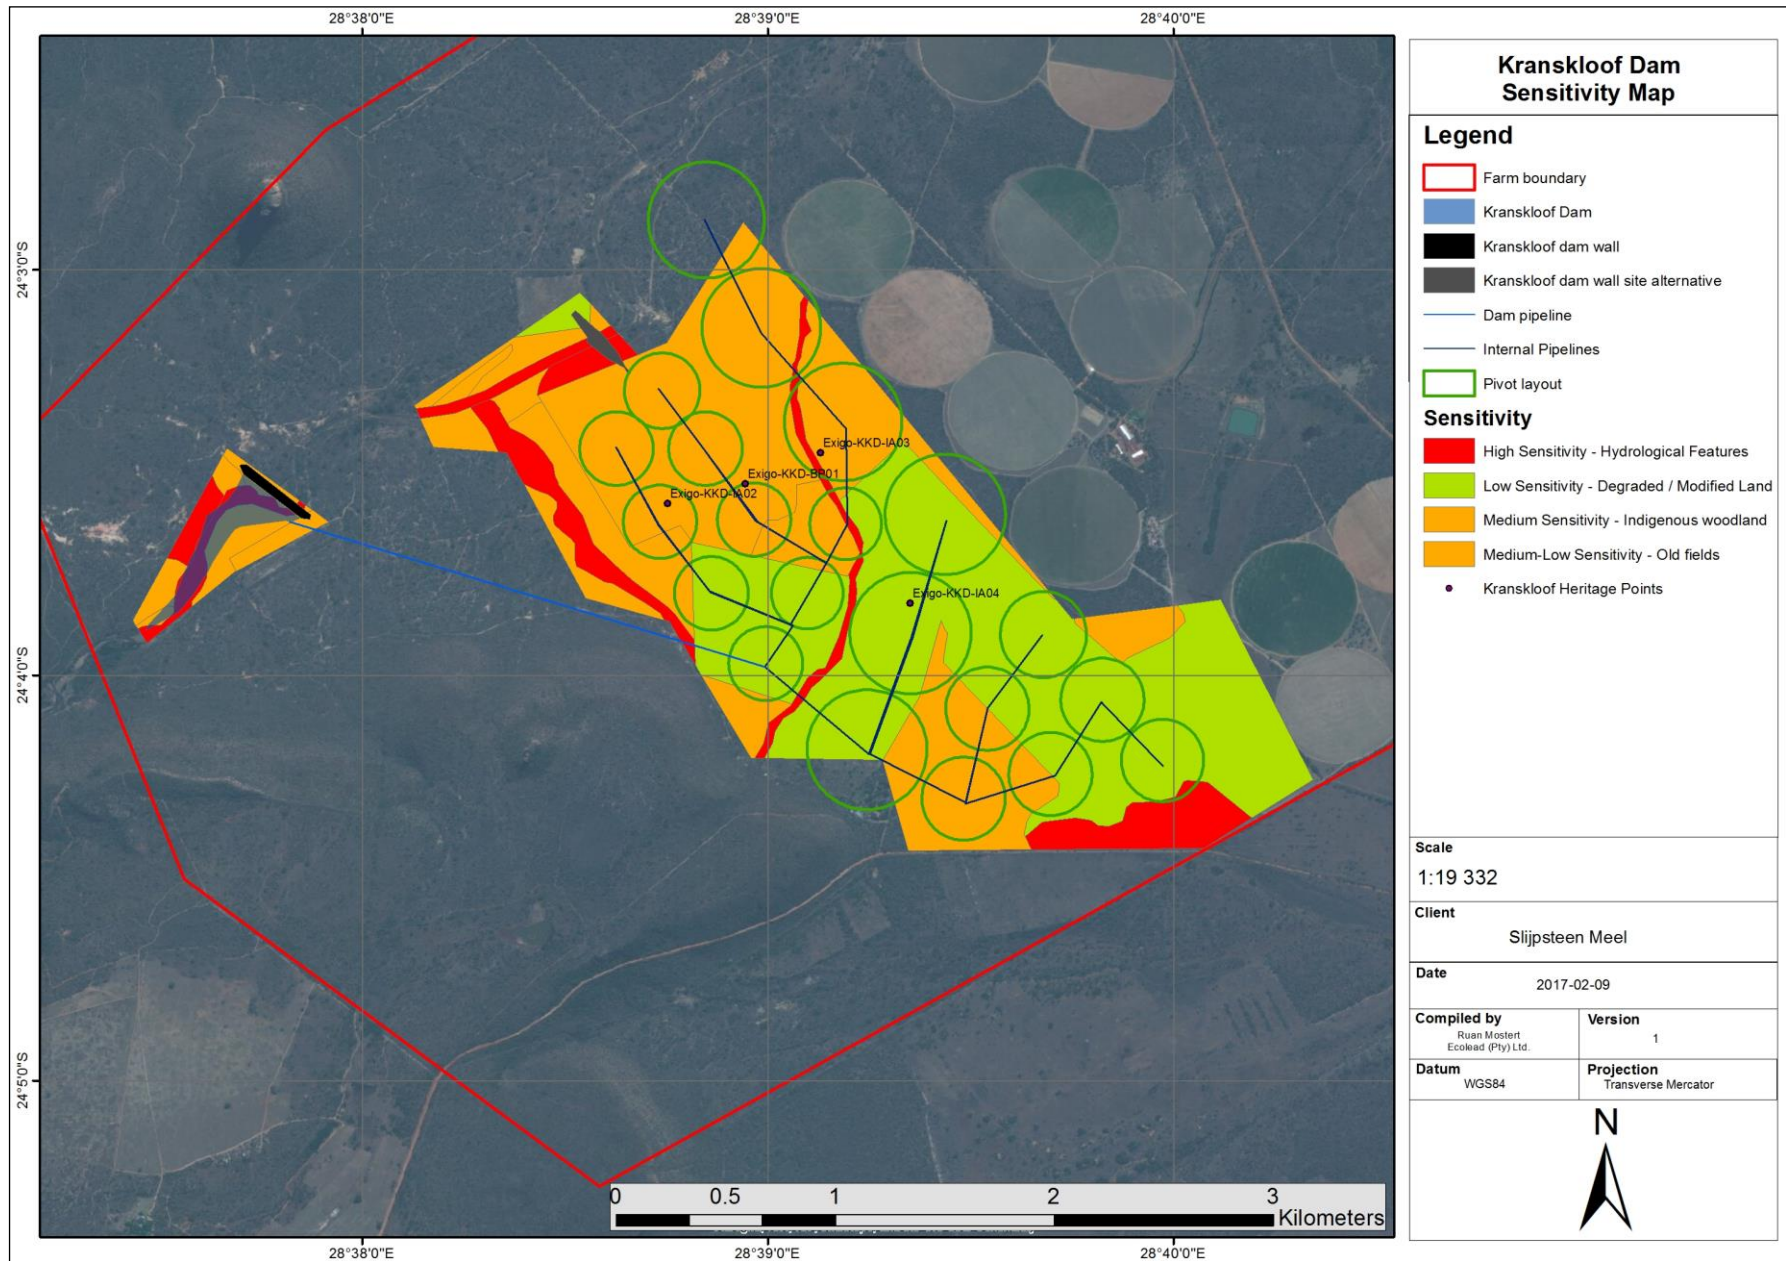 28°38'0"E
28°39'0"E
28°40'0"E
24°3'0"S
24°4'0"S
24°5'0"S
Exigo-KKD-IA03
Exigo-KKD-BP01
Exigo-KKD-IA02
Exigo-KKD-IA04
0 0.5 1 2 3
Kilometers
28°38'0"E
28°39'0"E
28°40'0"E
Kranskloof Dam
Sensitivity Map
Legend
Farm boundary
Kranskloof Dam
Kranskloof dam wall
Kranskloof dam wall site alternative
Dam pipeline
Internal Pipelines
Pivot layout
Sensitivity
High Sensitivity - Hydrological Features
Low Sensitivity - Degraded / Modified Land
Medium Sensitivity - Indigenous woodland
Medium-Low Sensitivity - Old fields
Kranskloof Heritage Points
Scale
1:19 332
Client
Slijpsteen Meel
Date
2017-02-09
Compiled by
Ruan Mostert
Ecolead (Pty) Ltd.
Version
1
Datum
WGS84
Projection
Transverse Mercator
N